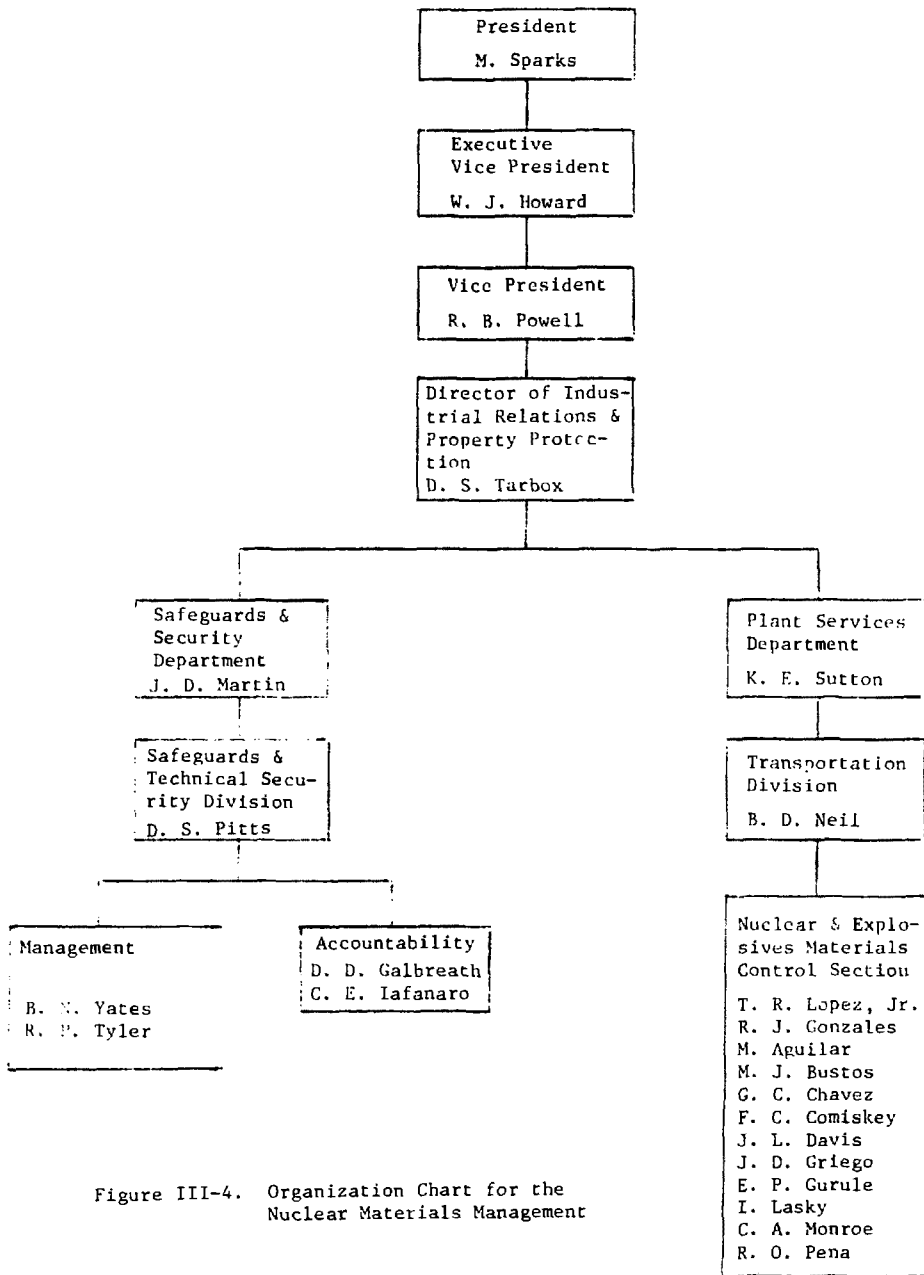 President
M. Sparks
Executive
Vice President
W. J. Howard
Vice President
R. B. Powell
Director of Indus-
trial Relations &
Property Protec-
tion
D. S. Tarbox
Safeguards &
Security
Department
J. D. Martin
Safeguards &
Technical Secu-
rity Division
D. S. Pitts
Management
B. Yates
R. Tyler
Accountability
D. D. Galbreath
C. E. Iafanaro
Plant Services
Department
K. E. Sutton
Transportation
Division
B. D. Neil
Nuclear & Explo-
sives Materials
Control Section
T. R. Lopez, Jr.
R. J. Gonzales
M. Aguilar
M. J. Bustos
G. C. Chavez
F. C. Comiskey
J. L. Davis
J. D. Griego
E. P. Gurule
I. Lasky
C. A. Monroe
R. O. Pena
Figure III-4. Organization Chart for the
Nuclear Materials Management